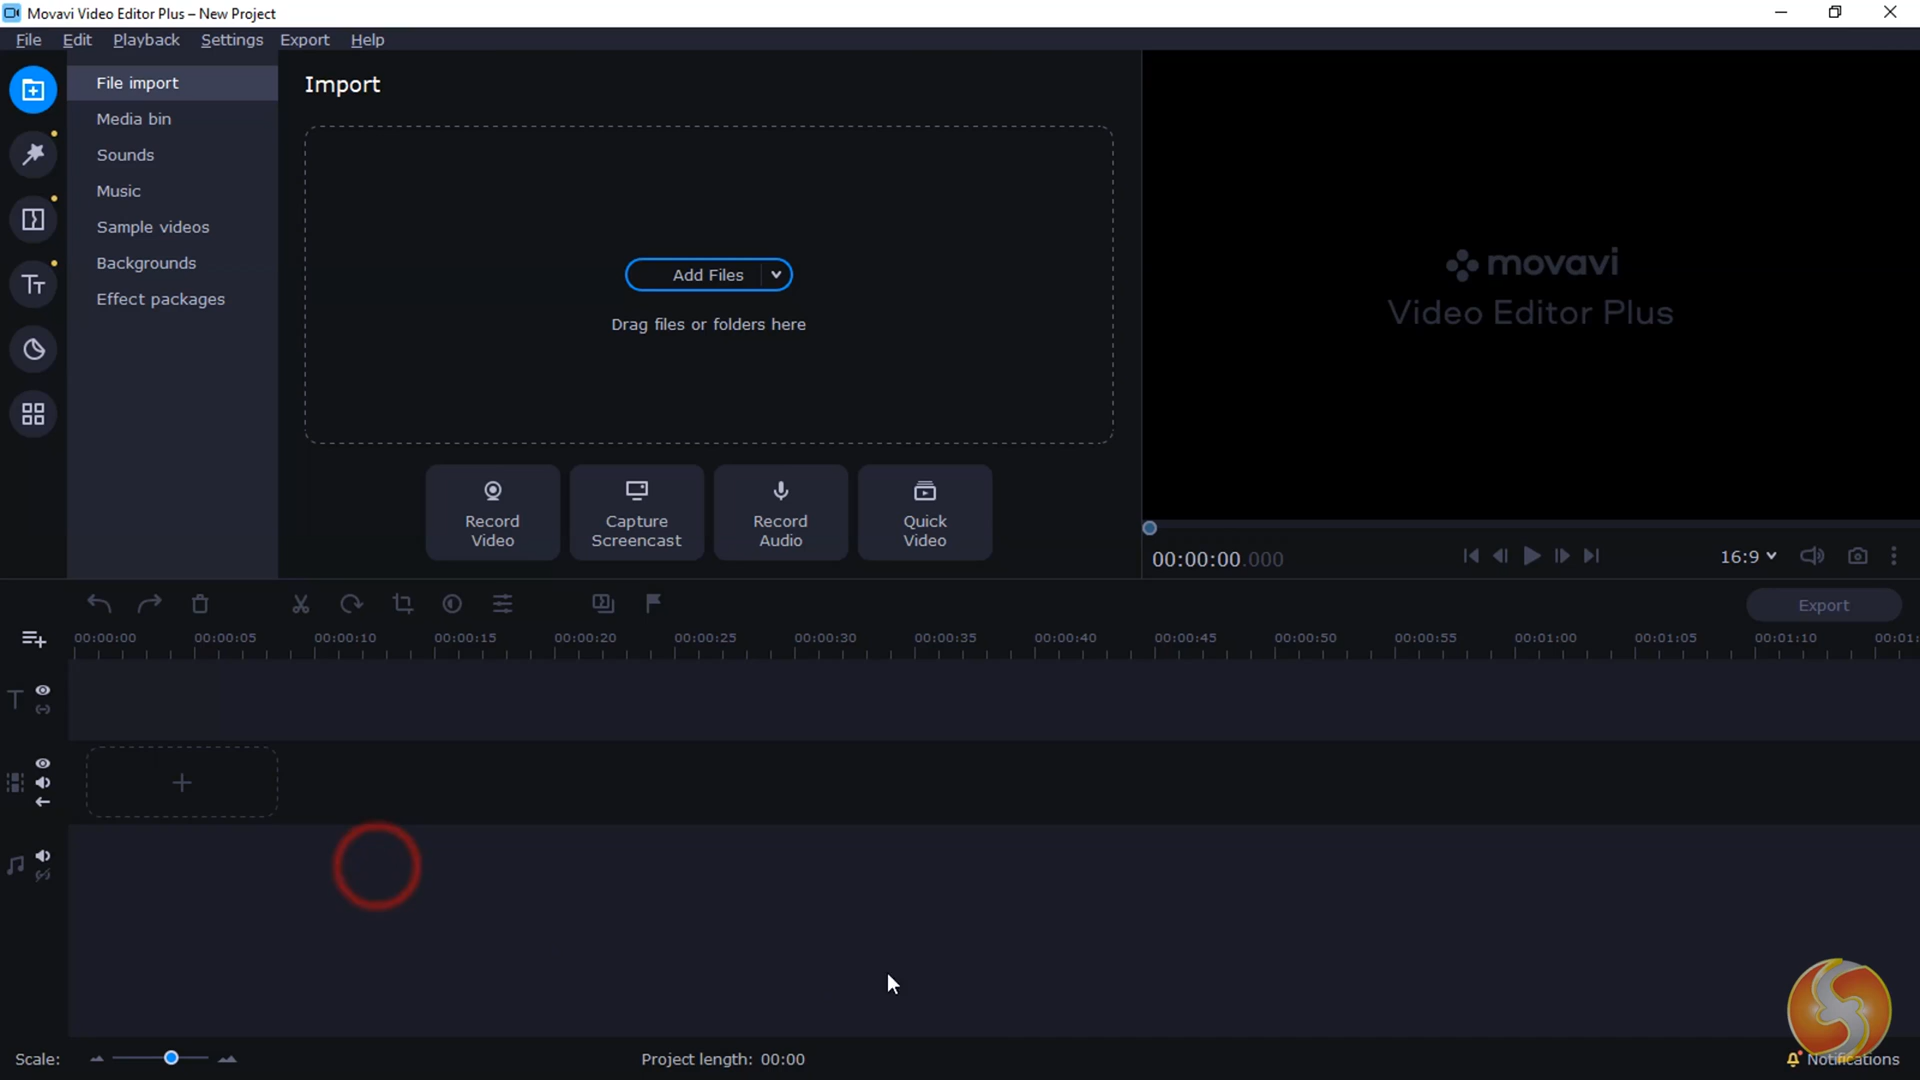 Movavi Video Editor Plus – New Project
File Edit Playback Settings Export Help
File import
Media bin
Sounds
Music
Sample videos
Backgrounds
Effect packages
Import
Add Files
Drag files or folders here
Record Video
Capture Screencast
Record Audio
Quick Video
movavi
Video Editor Plus
00:00:00.000
16:9
Export
00:00:00 00:00:05 00:00:10 00:00:15 00:00:20 00:00:25 00:00:30 00:00:35 00:00:40 00:00:45 00:00:50 00:00:55 00:01:00 00:01:05 00:01:10 00:01:
Scale:
Project length: 00:00
Notifications